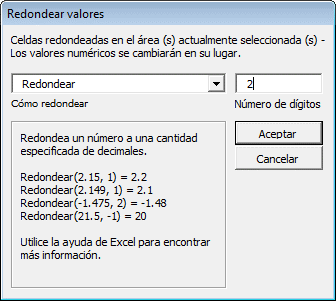 Redondear valores
Celdas redondeadas en el área (s) actualmente seleccionada (s) -
Los valores numéricos se cambiarán en su lugar.
Redondear
2
Cómo redondear
Número de dígitos
Redondea un número a una cantidad
especificada de decimales.
Redondear(2.15, 1) = 2.2
Redondear(2.149, 1) = 2.1
Redondear(-1.475, 2) = -1.48
Redondear(21.5, -1) = 20
Utilice la ayuda de Excel para encontrar
más información.
Aceptar
Cancelar